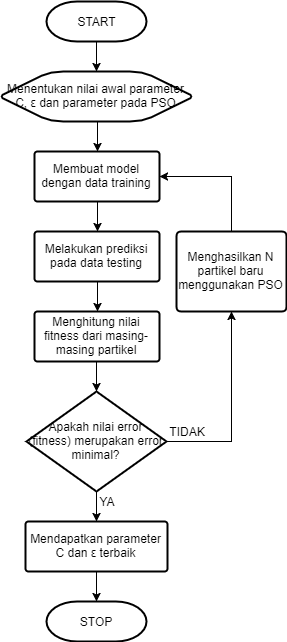 START
Menentukan nilai awal parameter
C, ε dan parameter pada PSO
Membuat model
dengan data training
Melakukan prediksi
pada data testing
Menghasilkan N
partikel baru
menggunakan PSO
Menghitung nilai
fitness dari masing-
masing partikel
Apakah nilai error
(fitness) merupakan error
minimal?
TIDAK
YA
Mendapatkan parameter
C dan ε terbaik
STOP